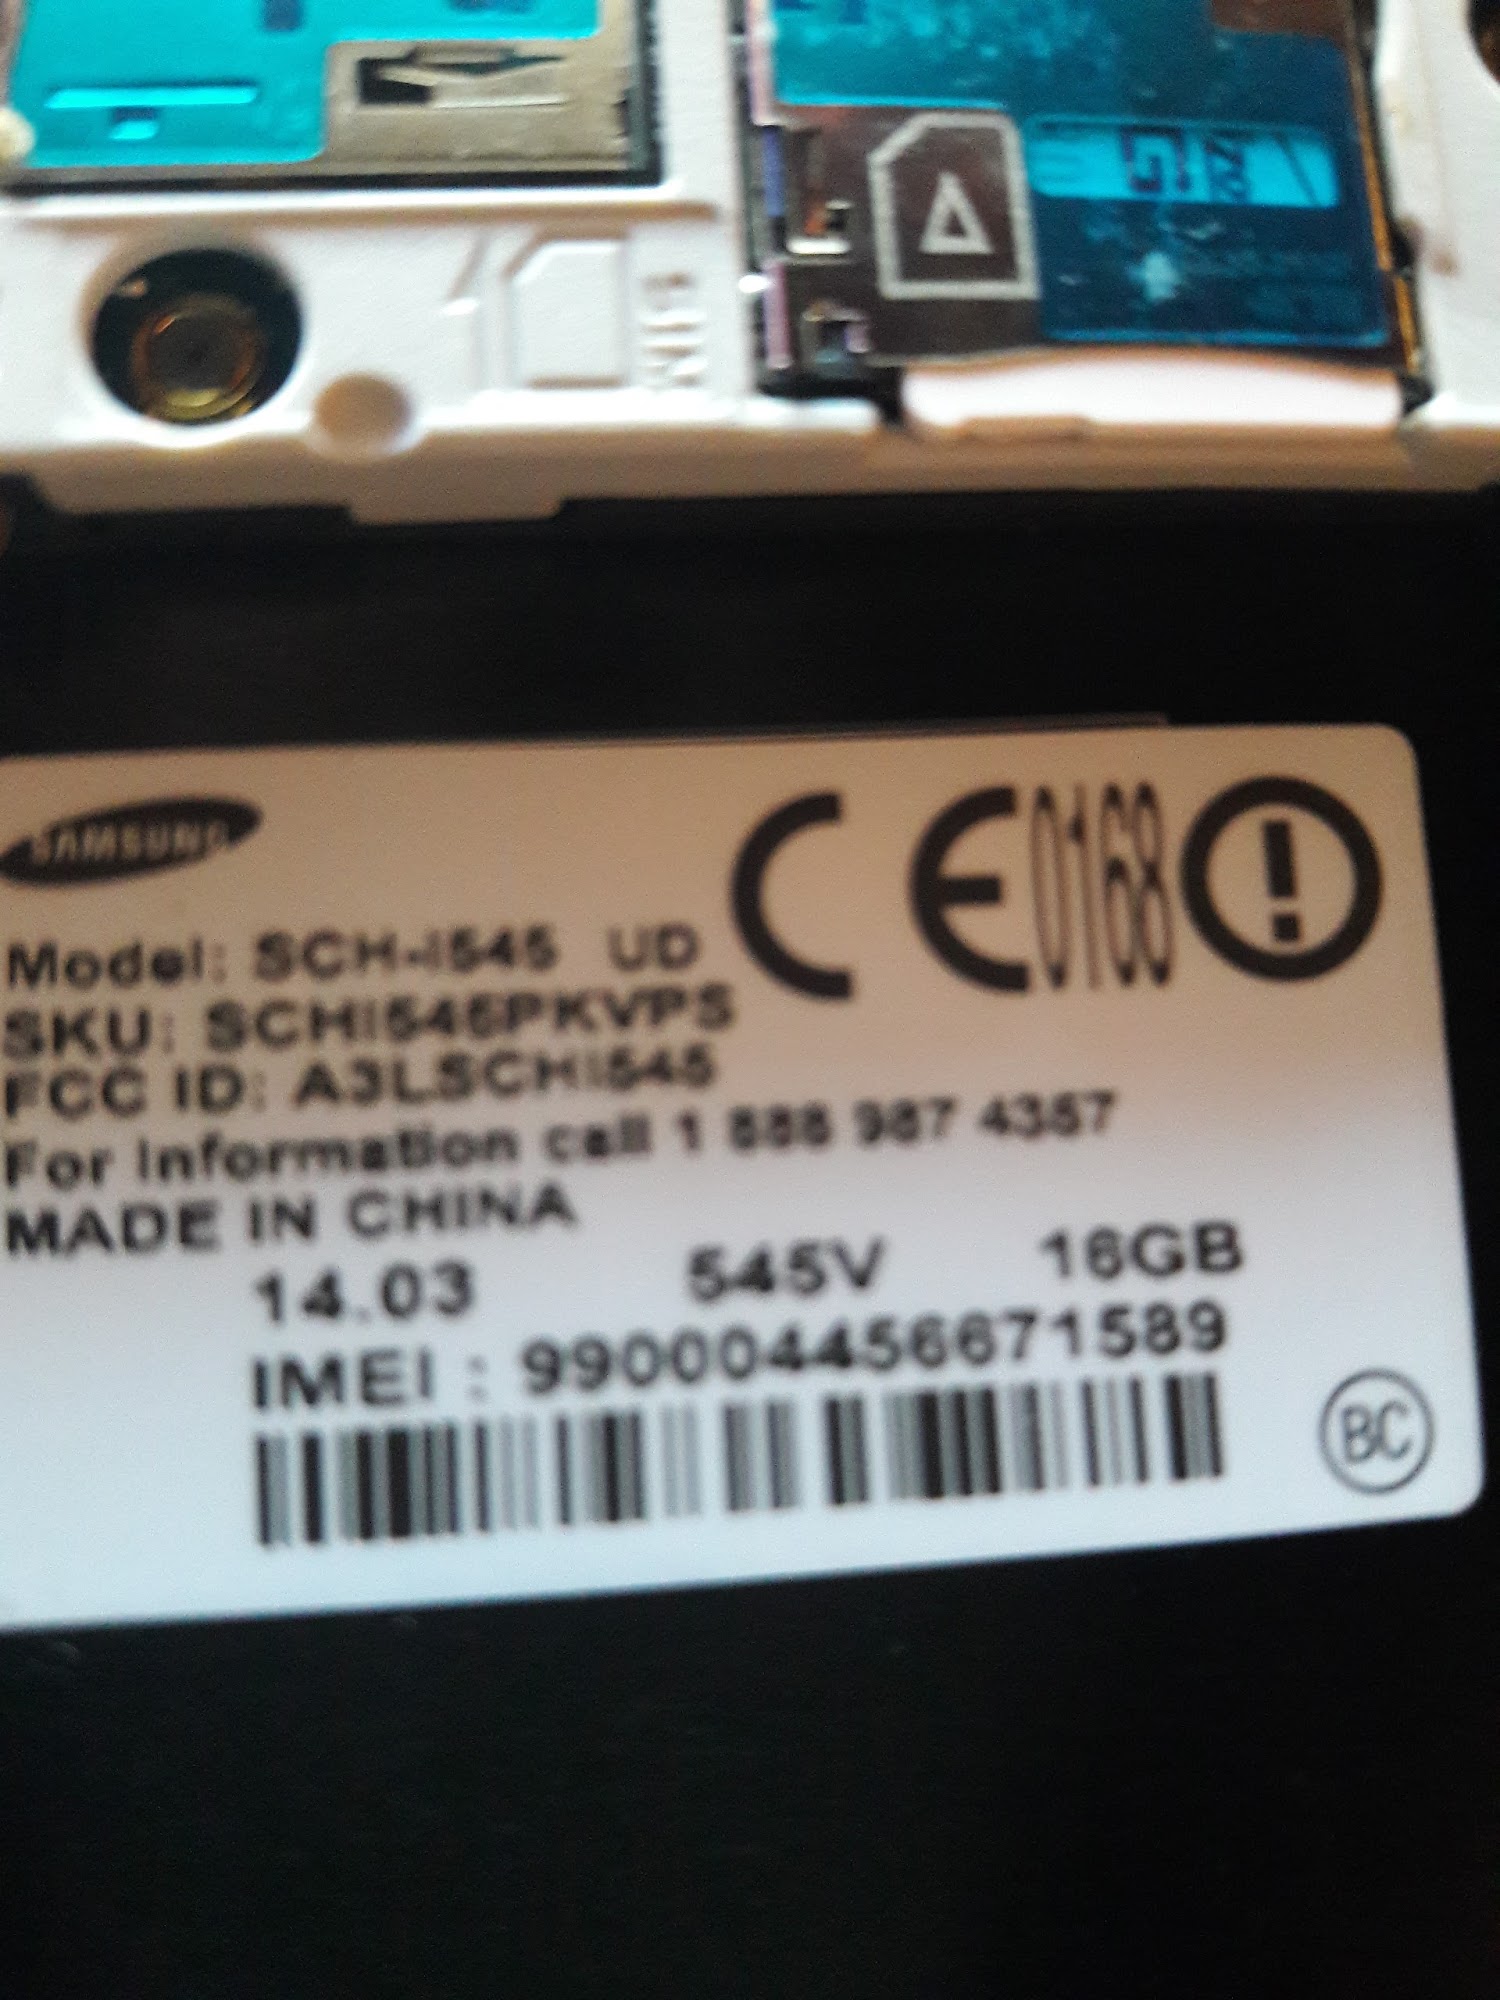 SIM
SAMSUNG
CE0168
Model: SCH-I545 UD
SKU: SCHI545PKVPS
FCC ID: A3LSCHI545
For Information call 1 888 987 4357
MADE IN CHINA
14.03 545V 16GB
IMEI : 990004456671589
BC